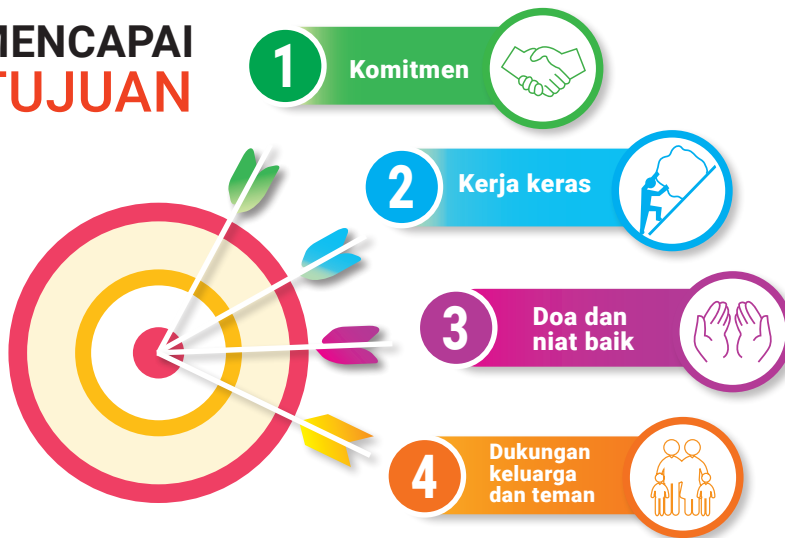 MENCAPAI
TUJUAN
1 Komitmen
2 Kerja keras
3 Doa dan
niat baik
4 Dukungan
keluarga
dan teman